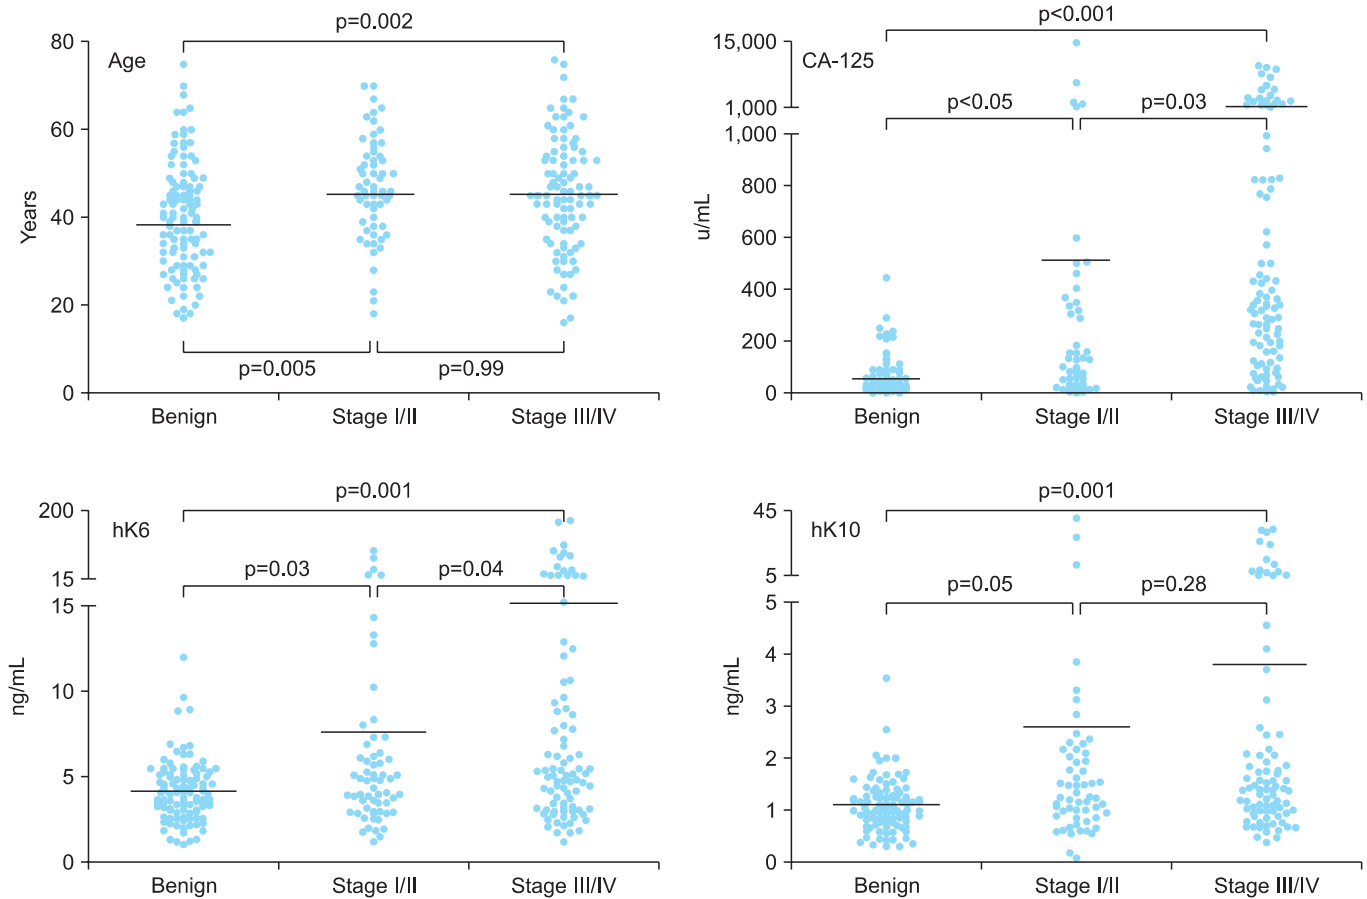 p=0.002
80
Age
60
Years
40
20
p=0.005
p=0.99
0
Benign
Stage I/II
Stage III/IV
p<0.001
15,000
CA-125
p<0.05
p=0.03
1,000
1,000
800
u/mL
600
400
200
0
Benign
Stage I/II
Stage III/IV
p=0.001
200
hK6
p=0.03
p=0.04
15
15
ng/mL
10
5
0
Benign
Stage I/II
Stage III/IV
p=0.001
45
hK10
5
p=0.05
p=0.28
5
4
ng/mL
3
2
1
0
Benign
Stage I/II
Stage III/IV